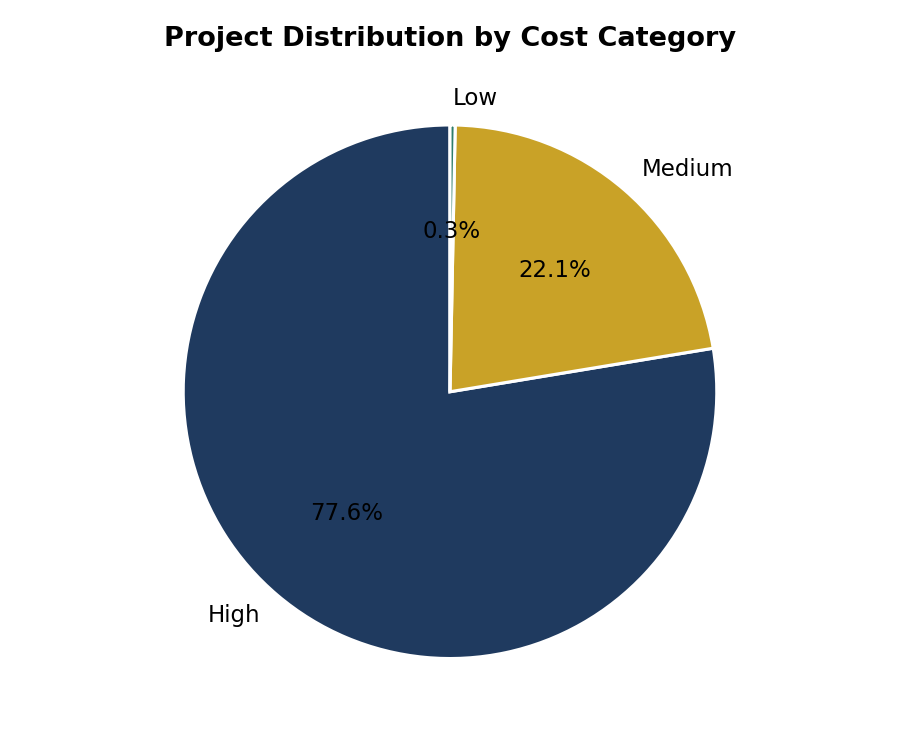 Project Distribution by Cost Category
Low
Medium
0.3%
22.1%
77.6%
High